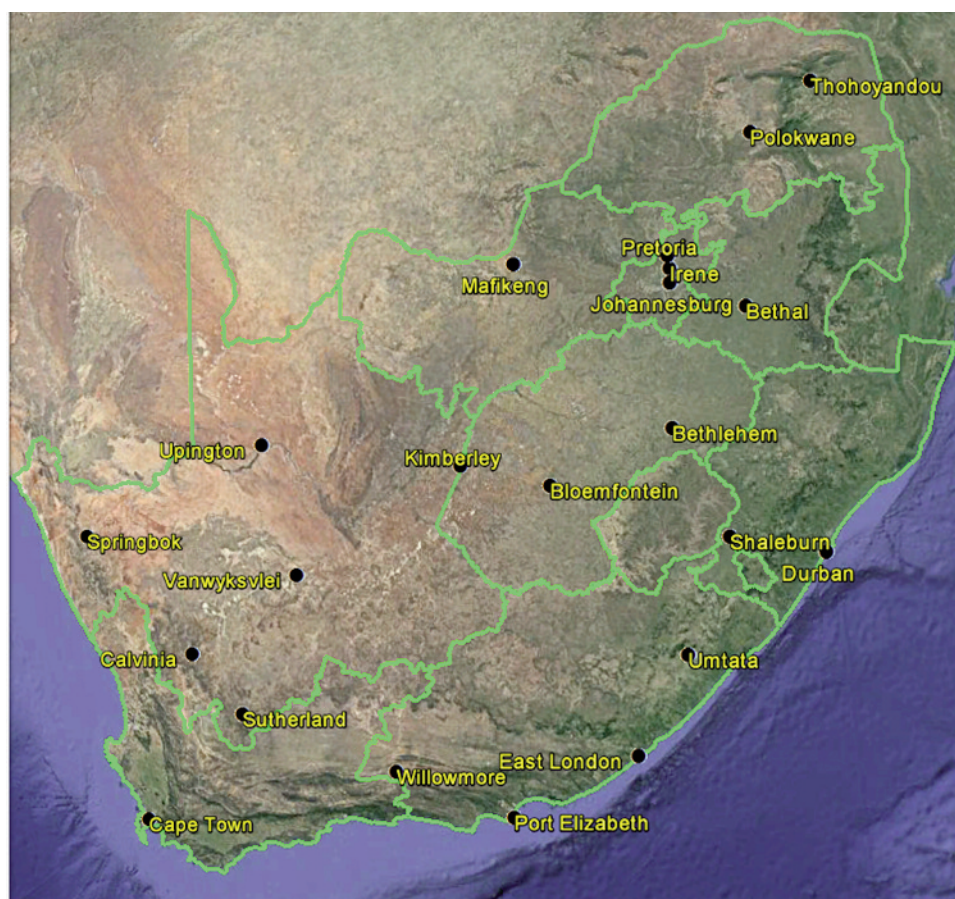 Thohoyandou
Polokwane
Pretoria
Irene
Mafikeng
Johannesburg
Bethal
Bethlehem
Upington
Kimberley
Bloemfontein
Springbok
Shaleburn
Vanwyksvlei
Durban
Calvinia
Umtata
Sutherland
East London
Willowmore
Cape Town
Port Elizabeth